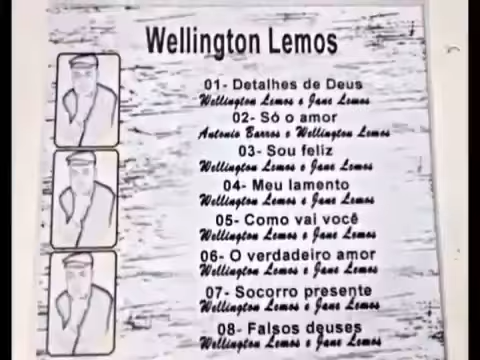 Wellington Lemos
01- Detalhes de Deus
Wellington Lemos e Jane Lemos
02- Só o amor
Antonio Barros e Wellington Lemos
03- Sou feliz
Wellington Lemos e Jane Lemos
04- Meu lamento
Wellington Lemos e Jane Lemos
05- Como vai você
Wellington Lemos e Jane Lemos
06- O verdadeiro amor
Wellington Lemos e Jane Lemos
07- Socorro presente
Wellington Lemos e Jane Lemos
08- Falsos deuses
Wellington Lemos e Jane Lemos